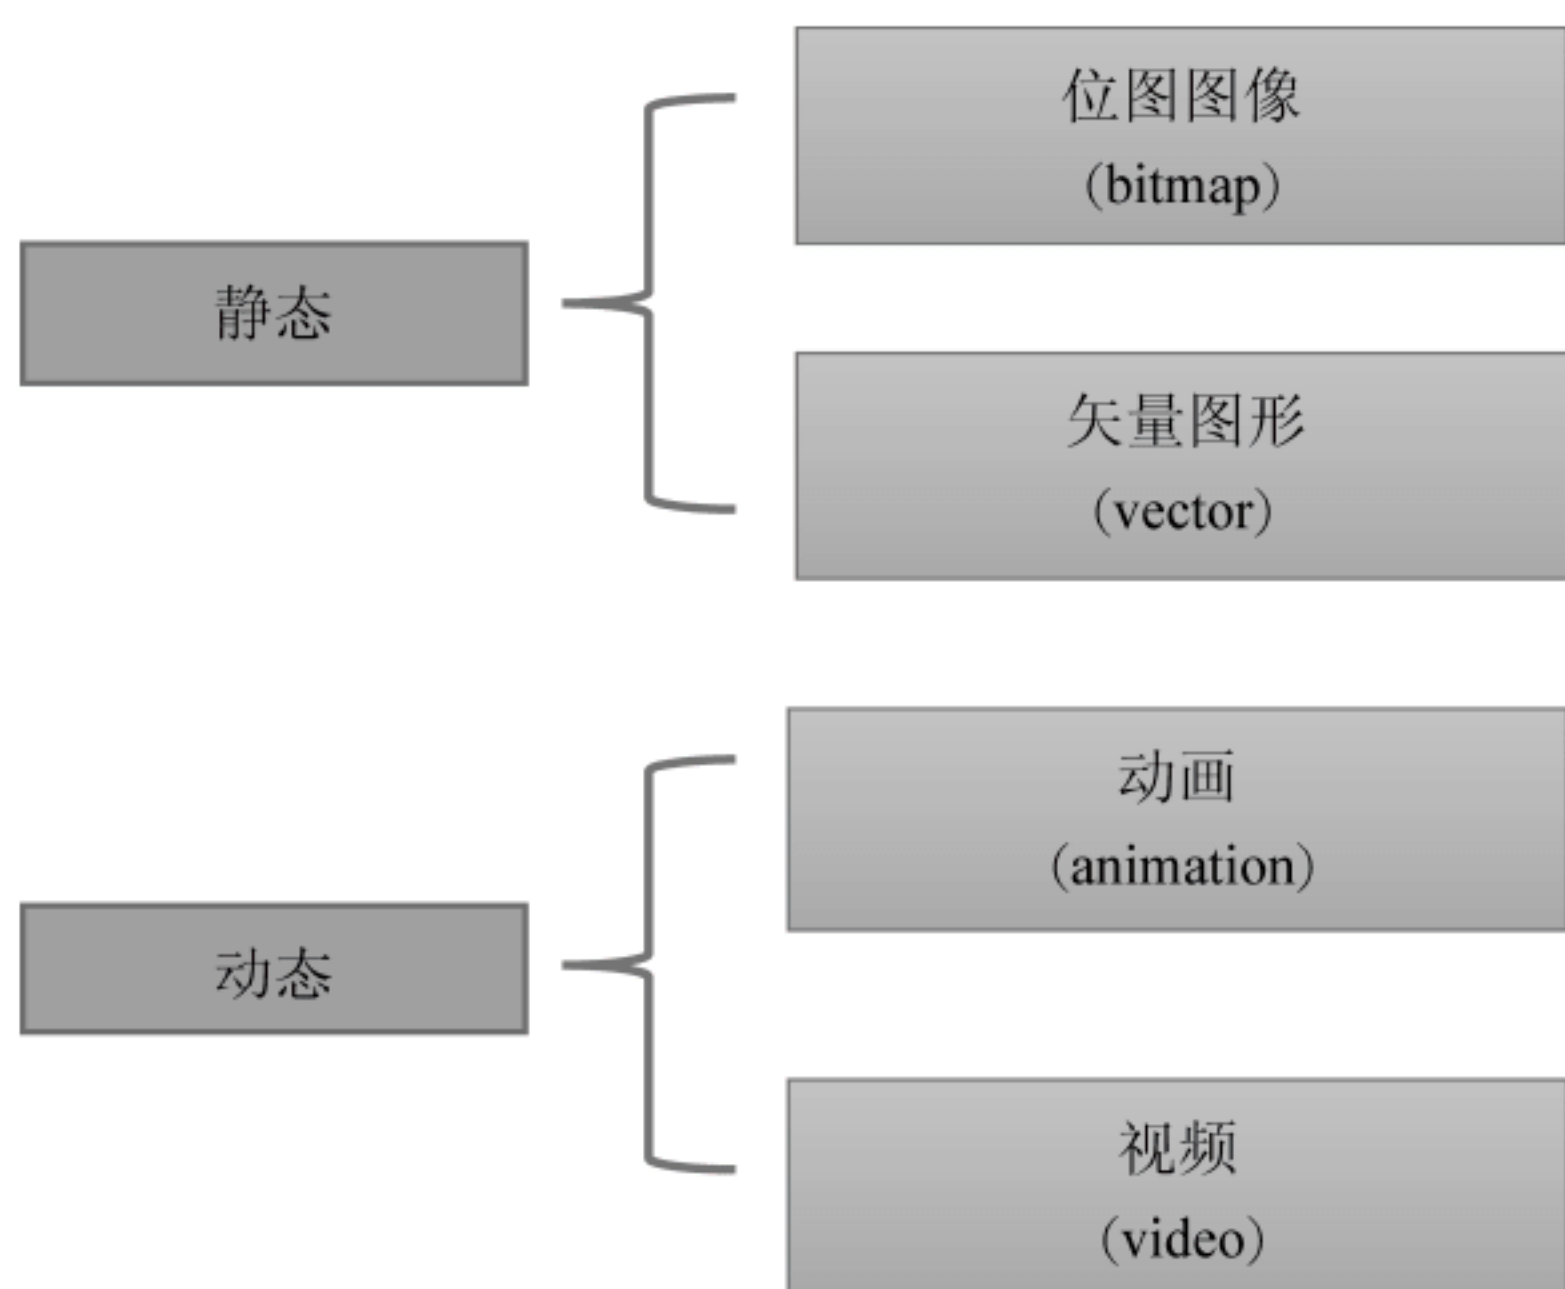 静态
位图图像
(bitmap)
矢量图形
(vector)
动态
动画
(animation)
视频
(video)